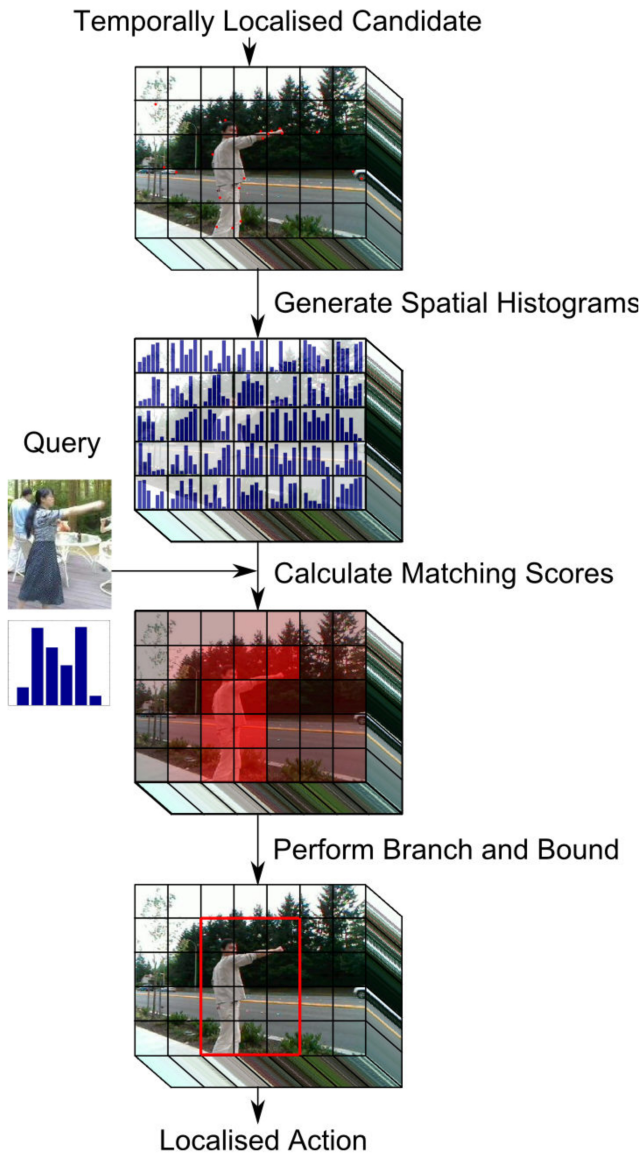 Temporally Localised Candidate
Generate Spatial Histograms
Query
Calculate Matching Scores
Perform Branch and Bound
Localised Action